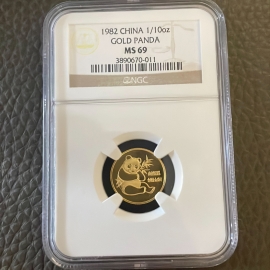 1982 CHINA 1/10oz
GOLD PANDA
MS 69
3890670-011
NGC